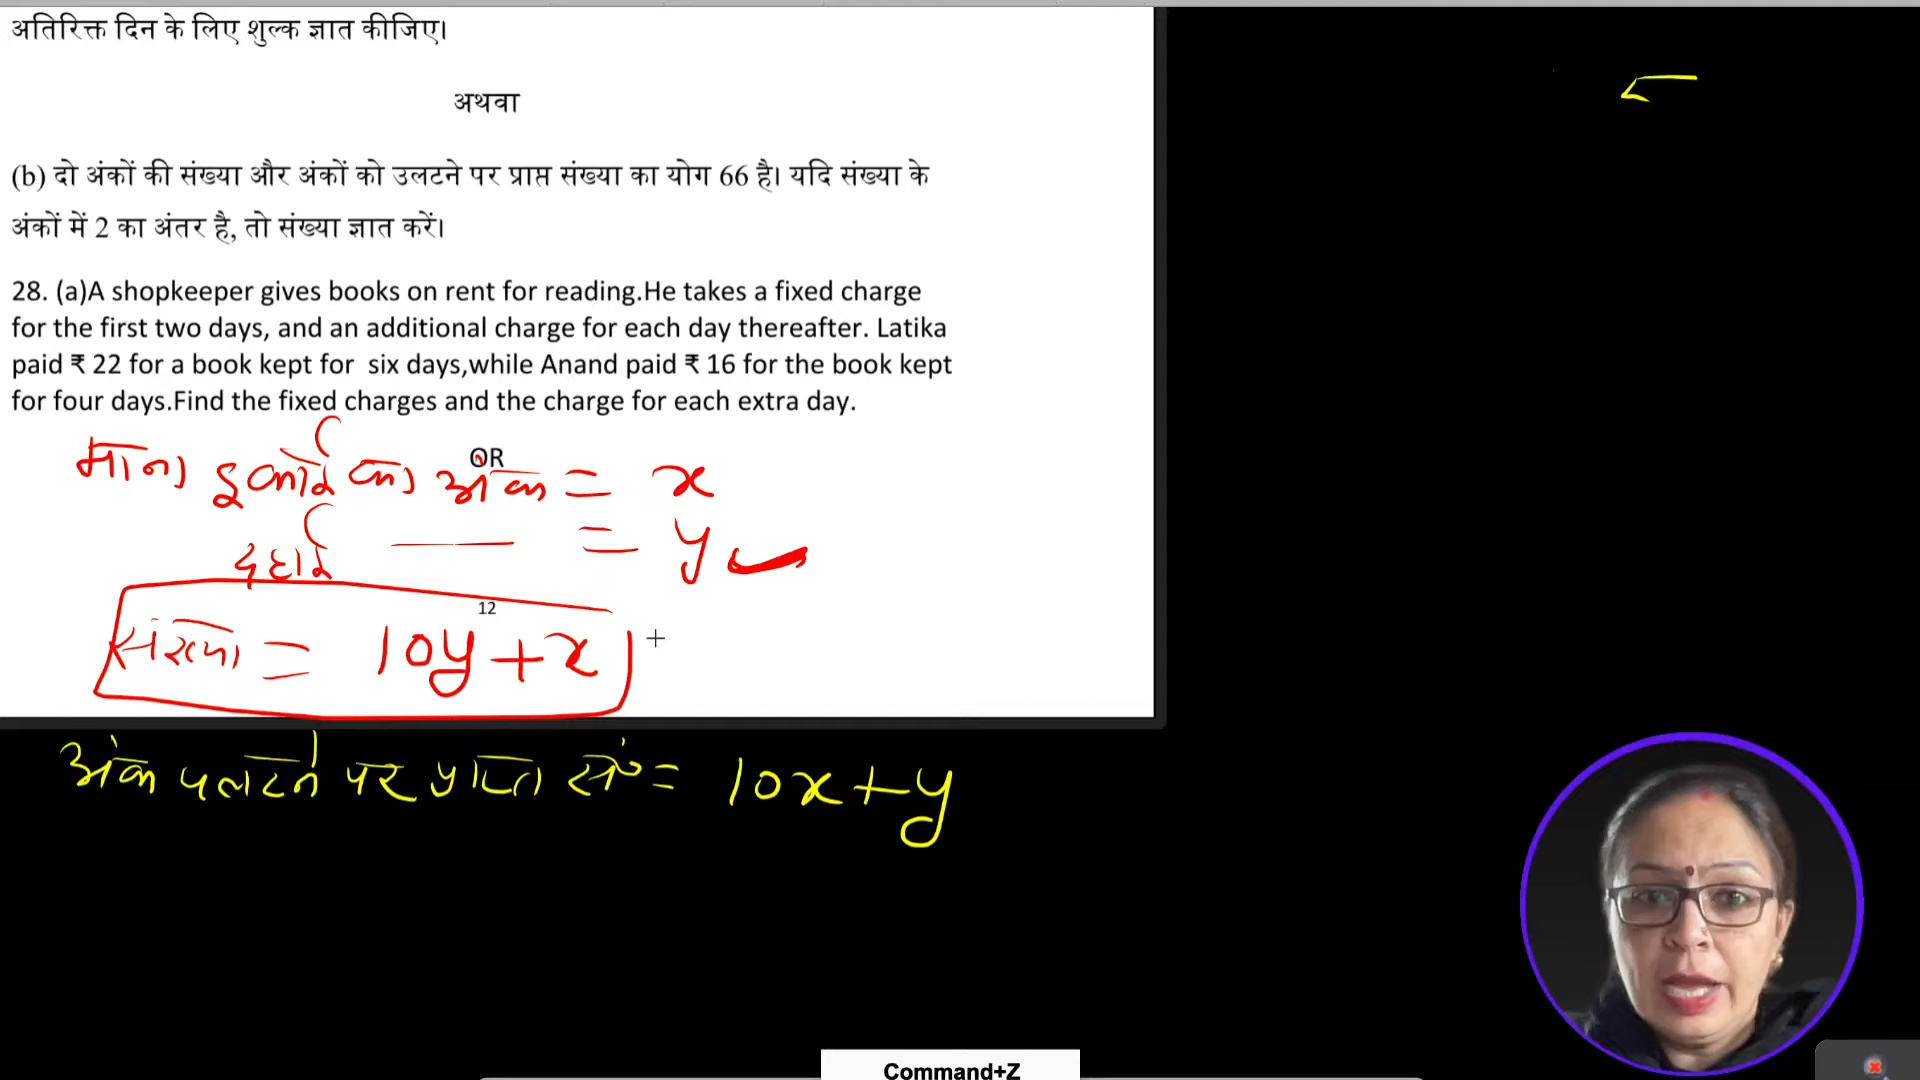 अतिरिक्त दिन के लिए शुल्क ज्ञात कीजिए।
अथवा
(b) दो अंकों की संख्या और अंकों को उलटने पर प्राप्त संख्या का योग 66 है। यदि संख्या के
अंकों में 2 का अंतर है, तो संख्या ज्ञात करें।
28. (a)A shopkeeper gives books on rent for reading.He takes a fixed charge
for the first two days, and an additional charge for each day thereafter. Latika
paid ₹ 22 for a book kept for six days,while Anand paid ₹ 16 for the book kept
for four days.Find the fixed charges and the charge for each extra day.
OR
माना इकाई का अंक = x
दहाई —— = y
12
संख्या = 10y+x
अंक पलटने पर प्राप्त सं० = 10x+y
Command+Z